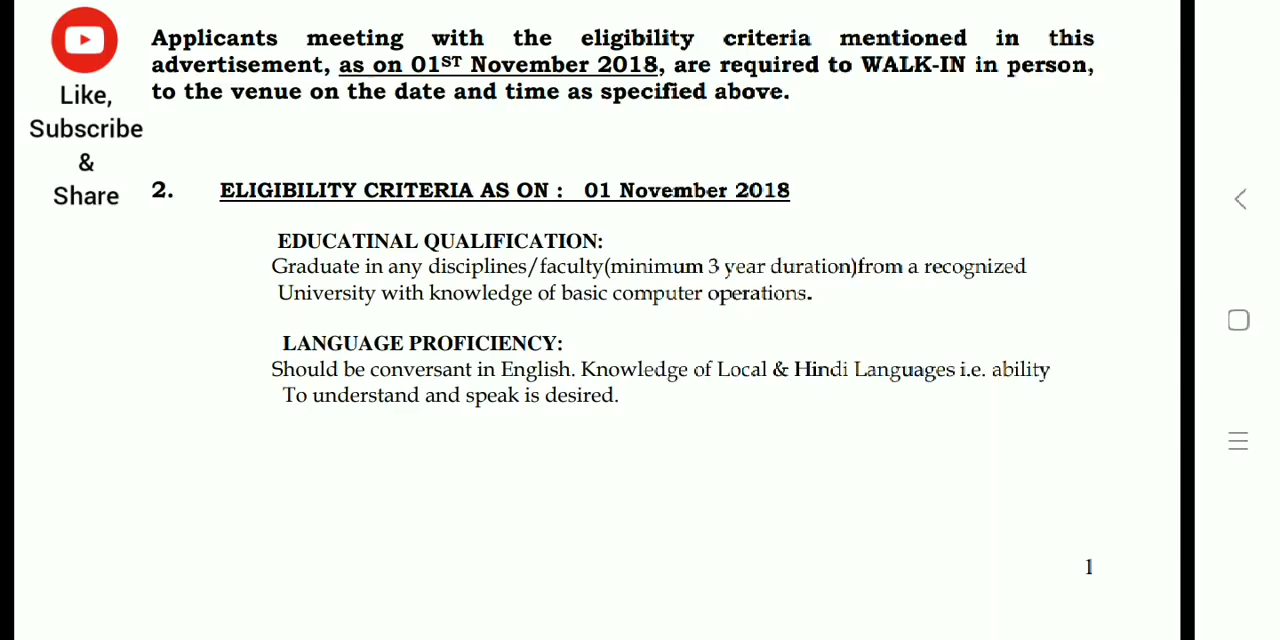 Applicants meeting with the eligibility criteria mentioned in this
advertisement, as on 01ST November 2018, are required to WALK-IN in person,
to the venue on the date and time as specified above.
Like,
Subscribe
&
Share
2. ELIGIBILITY CRITERIA AS ON : 01 November 2018
EDUCATINAL QUALIFICATION:
Graduate in any disciplines/faculty(minimum 3 year duration)from a recognized
University with knowledge of basic computer operations.
LANGUAGE PROFICIENCY:
Should be conversant in English. Knowledge of Local & Hindi Languages i.e. ability
To understand and speak is desired.
1